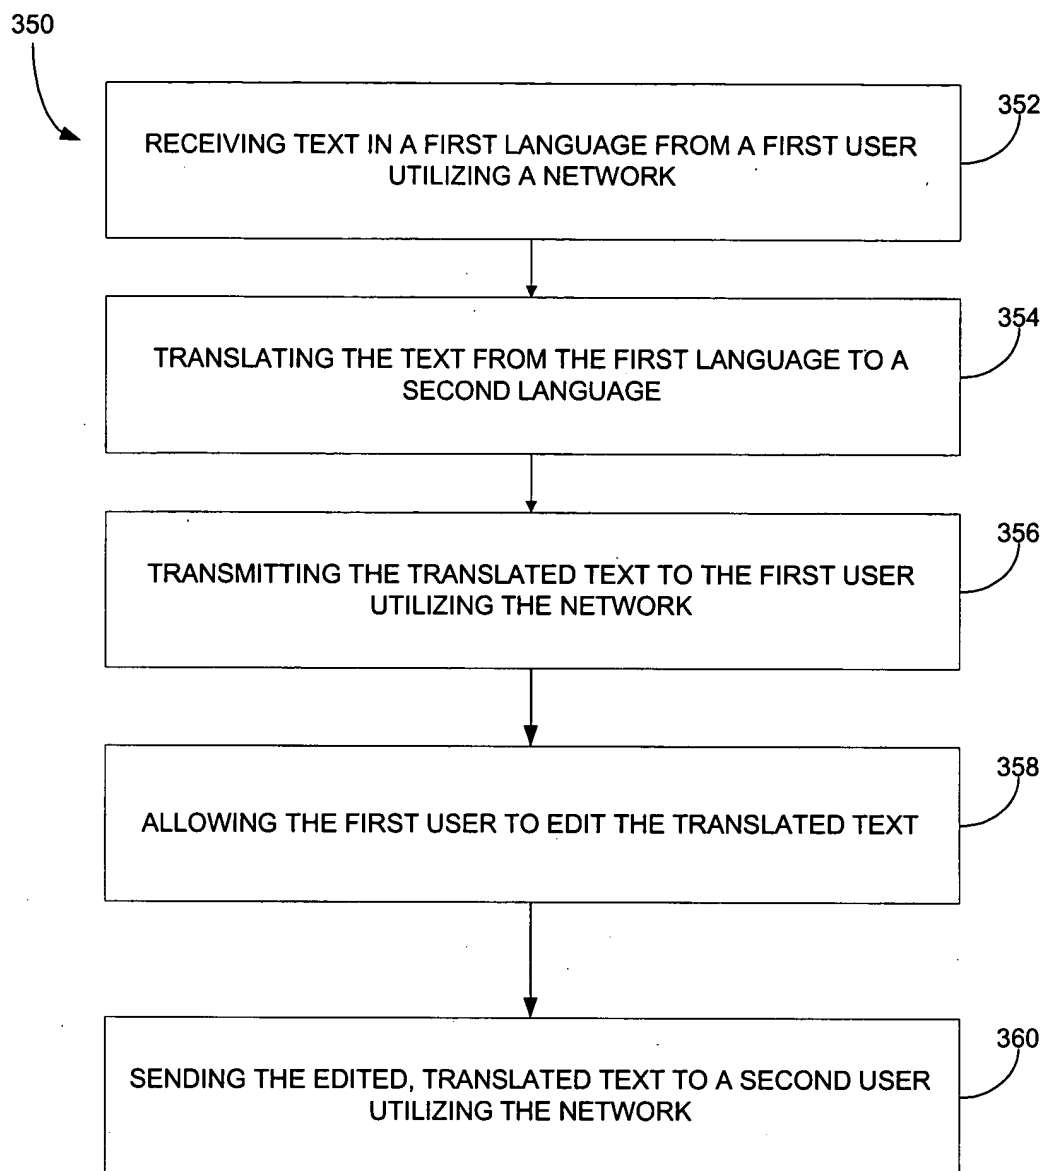 350
352
RECEIVING TEXT IN A FIRST LANGUAGE FROM A FIRST USER
UTILIZING A NETWORK
354
TRANSLATING THE TEXT FROM THE FIRST LANGUAGE TO A
SECOND LANGUAGE
356
TRANSMITTING THE TRANSLATED TEXT TO THE FIRST USER
UTILIZING THE NETWORK
358
ALLOWING THE FIRST USER TO EDIT THE TRANSLATED TEXT
360
SENDING THE EDITED, TRANSLATED TEXT TO A SECOND USER
UTILIZING THE NETWORK